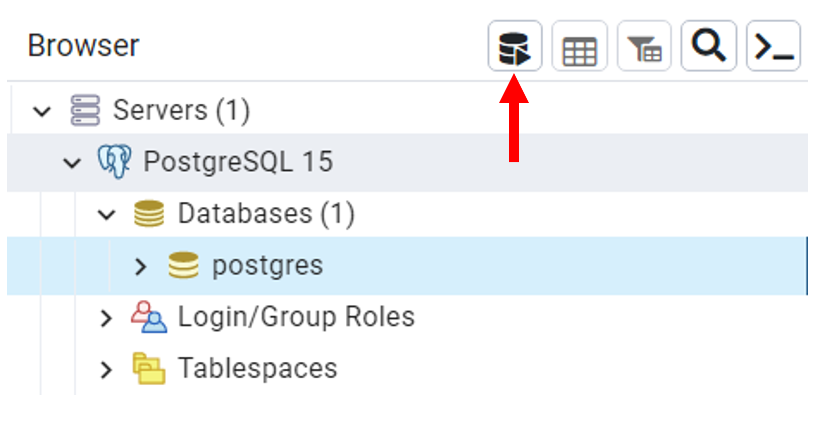 Browser
Servers (1)
PostgreSQL 15
Databases (1)
postgres
Login/Group Roles
Tablespaces